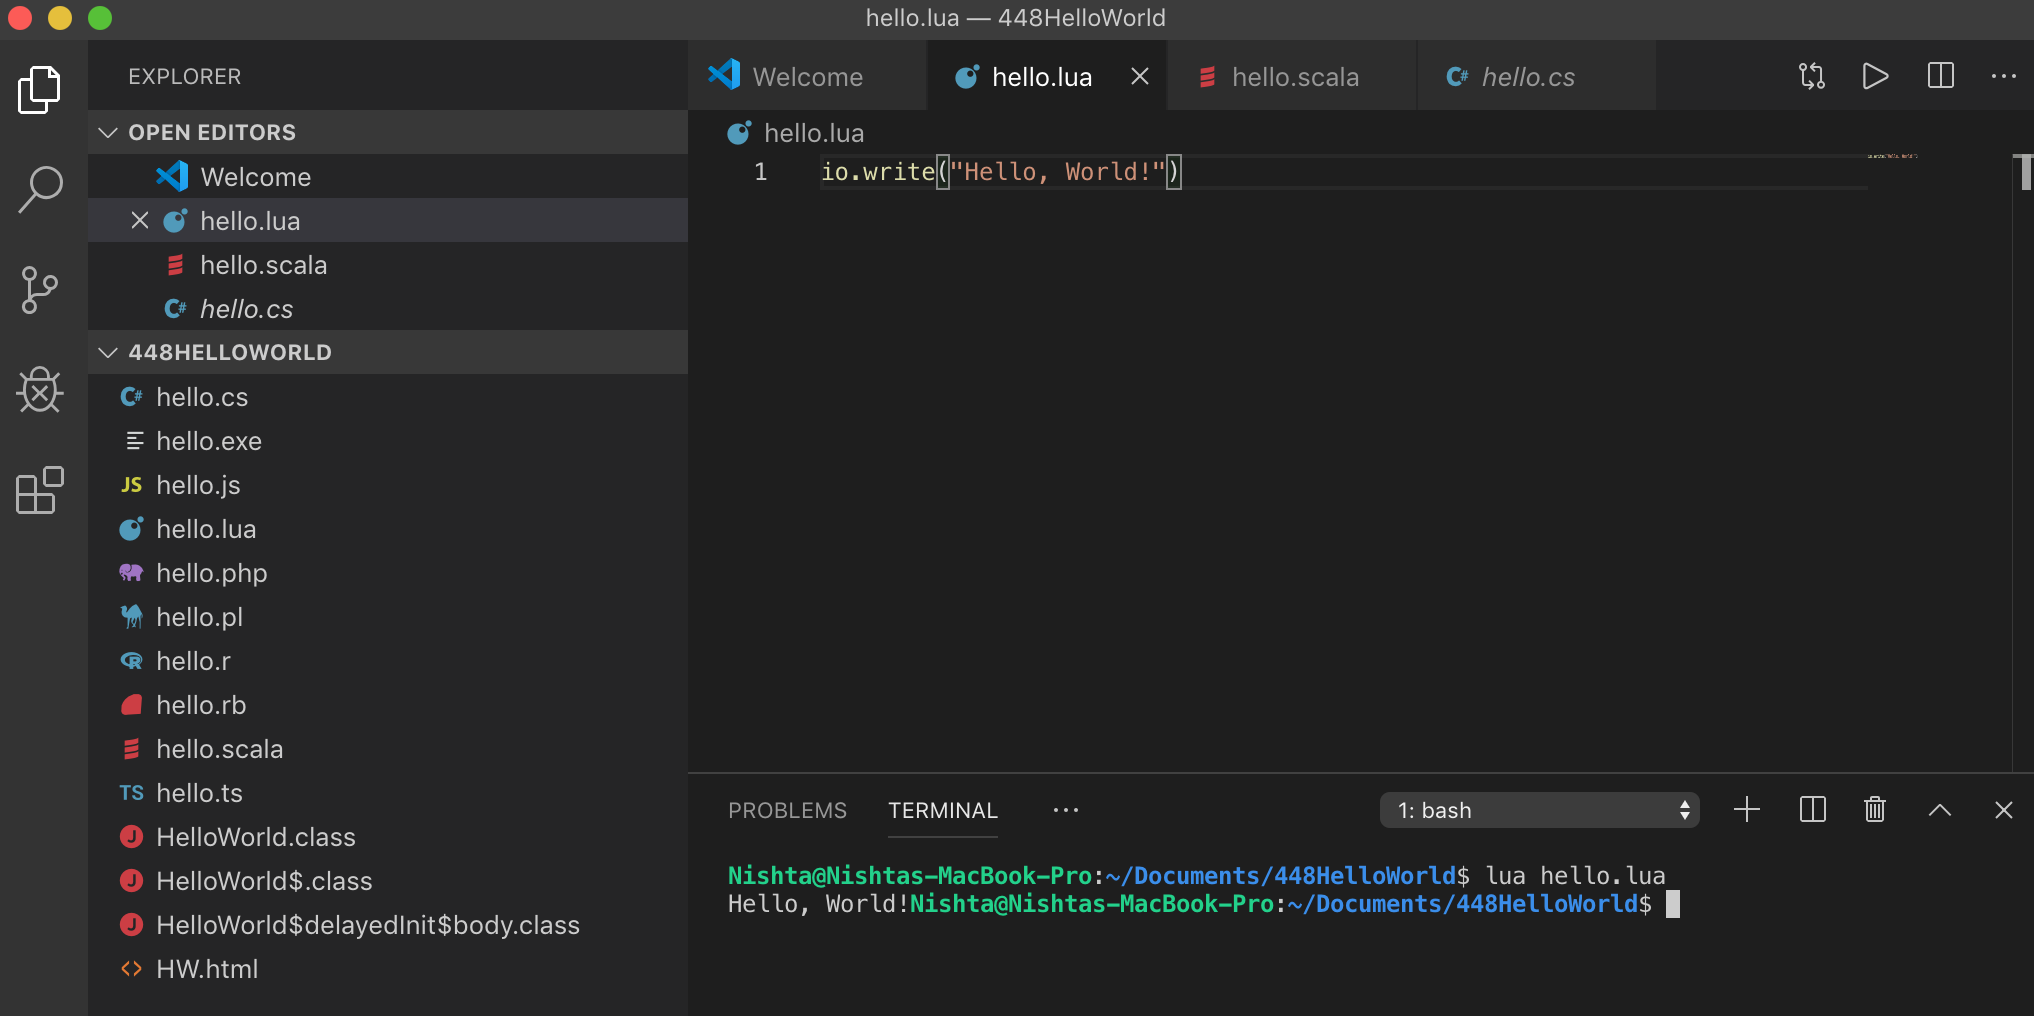 hello.lua — 448HelloWorld
EXPLORER
OPEN EDITORS
Welcome
hello.lua
hello.scala
hello.cs
448HELLOWORLD
hello.cs
hello.exe
JS hello.js
hello.lua
hello.php
hello.pl
hello.r
hello.rb
hello.scala
TS hello.ts
HelloWorld.class
HelloWorld$.class
HelloWorld$delayedInit$body.class
HW.html
Welcome hello.lua hello.scala hello.cs
hello.lua
1 io.write("Hello, World!")
PROBLEMS TERMINAL 1: bash
Nishta@Nishtas-MacBook-Pro:~/Documents/448HelloWorld$ lua hello.lua
Hello, World!Nishta@Nishtas-MacBook-Pro:~/Documents/448HelloWorld$